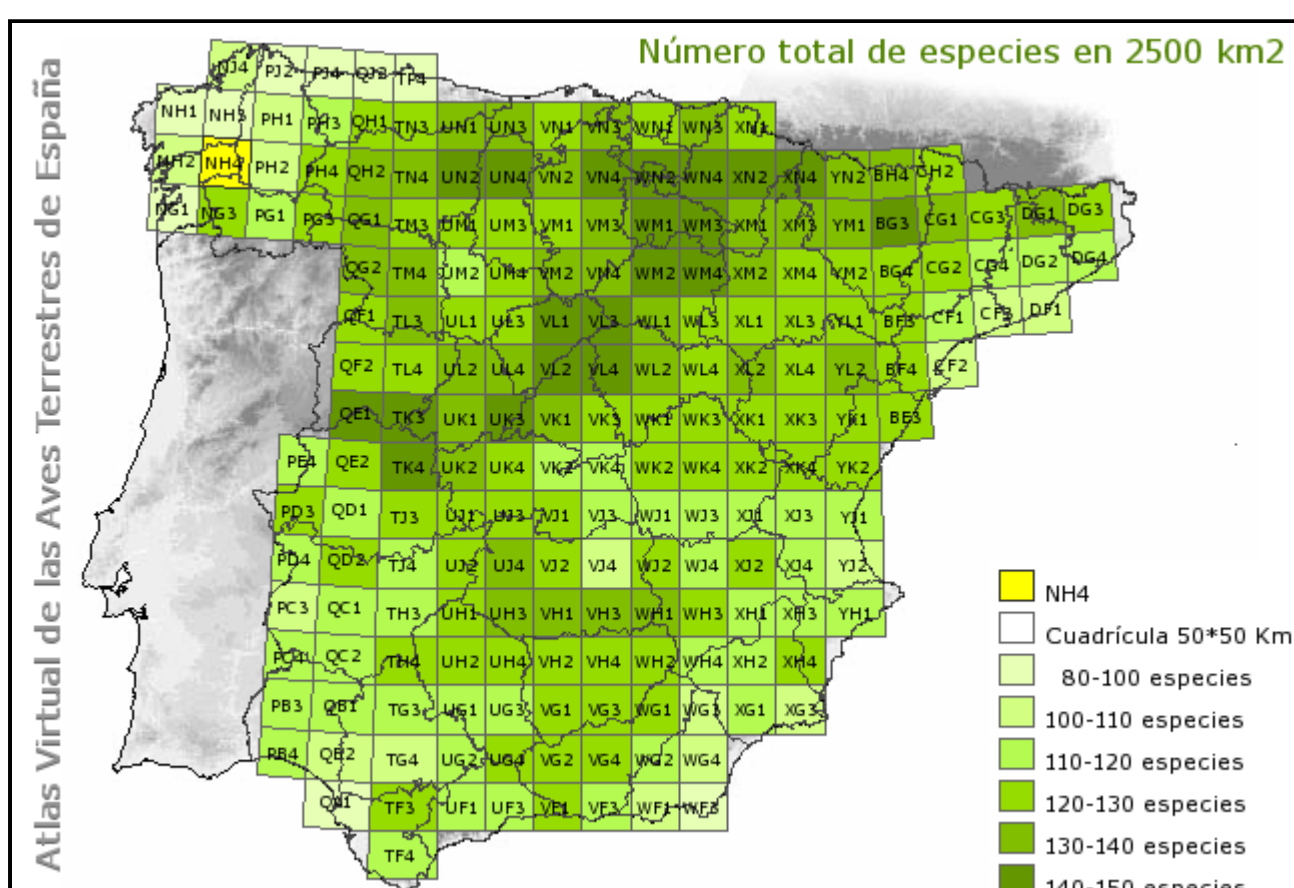 Número total de especies en 2500 km2
Atlas Virtual de las Aves Terrestres de España
NJ4 PJ2 PJ4 QJ2 TP4
NH1 NH3 PH1 PH3 QH1 TN3 UN1 UN3 VN1 VN3 WN1 WN3 XN1
NH2 NH4 PH2 PH4 QH2 TN4 UN2 UN4 VN2 VN4 WN2 WN4 XN2 XN4 YN2 BH4 CH2
NG1 NG3 PG1 PG3 QG1 TM3 UM1 UM3 VM1 VM3 WM1 WM3 XM1 XM3 YM1 BG3 CG1 CG3 DG1 DG3
QG2 TM4 UM2 UM4 VM2 VM4 WM2 WM4 XM2 XM4 YM2 BG4 CG2 CG4 DG2 DG4
QF1 TL3 UL1 UL3 VL1 VL3 WL1 WL3 XL1 XL3 YL1 BF3 CF1 CF3 DF1
QF2 TL4 UL2 UL4 VL2 VL4 WL2 WL4 XL2 XL4 YL2 BF4 CF2
QE1 TK3 UK1 UK3 VK1 VK3 WK1 WK3 XK1 XK3 YK1 BE3
PE4 QE2 TK4 UK2 UK4 VK2 VK4 WK2 WK4 XK2 XK4 YK2
PD3 QD1 TJ3 UJ1 UJ3 VJ1 VJ3 WJ1 WJ3 XJ1 XJ3 YJ1
PD4 QD2 TJ4 UJ2 UJ4 VJ2 VJ4 WJ2 WJ4 XJ2 XJ4 YJ2
PC3 QC1 TH3 UH1 UH3 VH1 VH3 WH1 WH3 XH1 XH3 YH1
PC4 QC2 TH4 UH2 UH4 VH2 VH4 WH2 WH4 XH2 XH4
PB3 QB1 TG3 UG1 UG3 VG1 VG3 WG1 WG3 XG1 XG3
PB4 QB2 TG4 UG2 UG4 VG2 VG4 WG2 WG4
QA1 TF3 UF1 UF3 VF1 VF3 WF1 WF3
TF4
NH4
Cuadrícula 50*50 Km
80-100 especies
100-110 especies
110-120 especies
120-130 especies
130-140 especies
140-150 especies